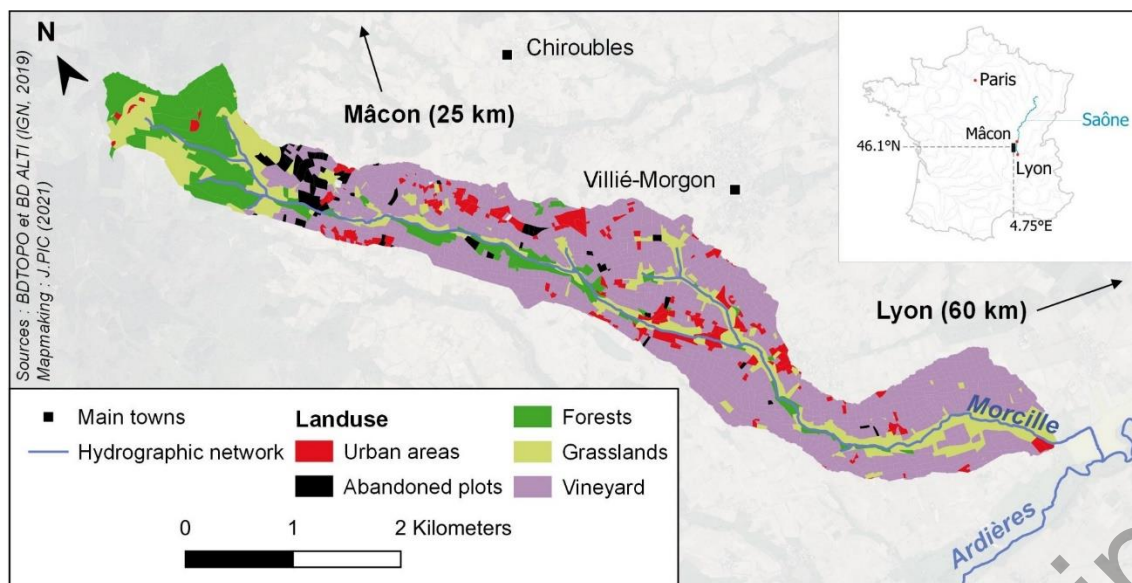 N
Sources : BDTOPO et BD ALTI (IGN, 2019)
Mapmaking : J.PIC (2021)
Chiroubles
Mâcon (25 km)
Villié-Morgon
Lyon (60 km)
Morcille
Ardières
Paris
Saône
Mâcon
46.1°N
Lyon
4.75°E
Main towns
Hydrographic network
Landuse
Urban areas
Abandoned plots
Forests
Grasslands
Vineyard
0 1 2 Kilometers